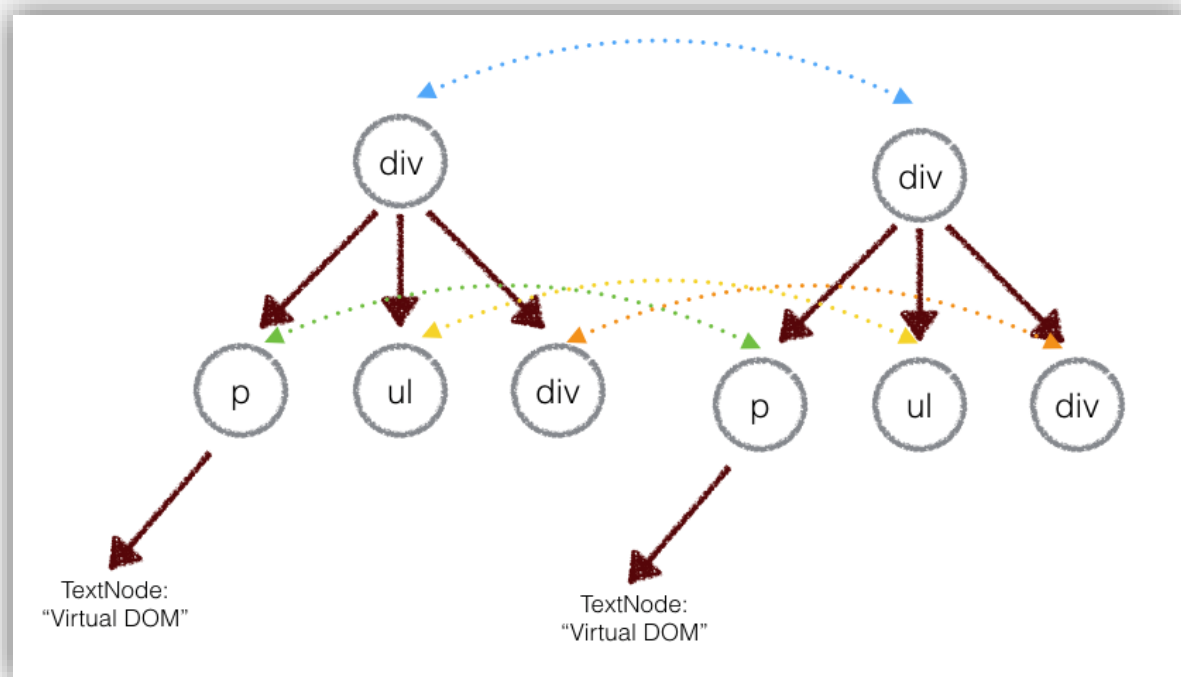 div
div
p
ul
div
p
ul
div
TextNode:
“Virtual DOM”
TextNode:
“Virtual DOM”